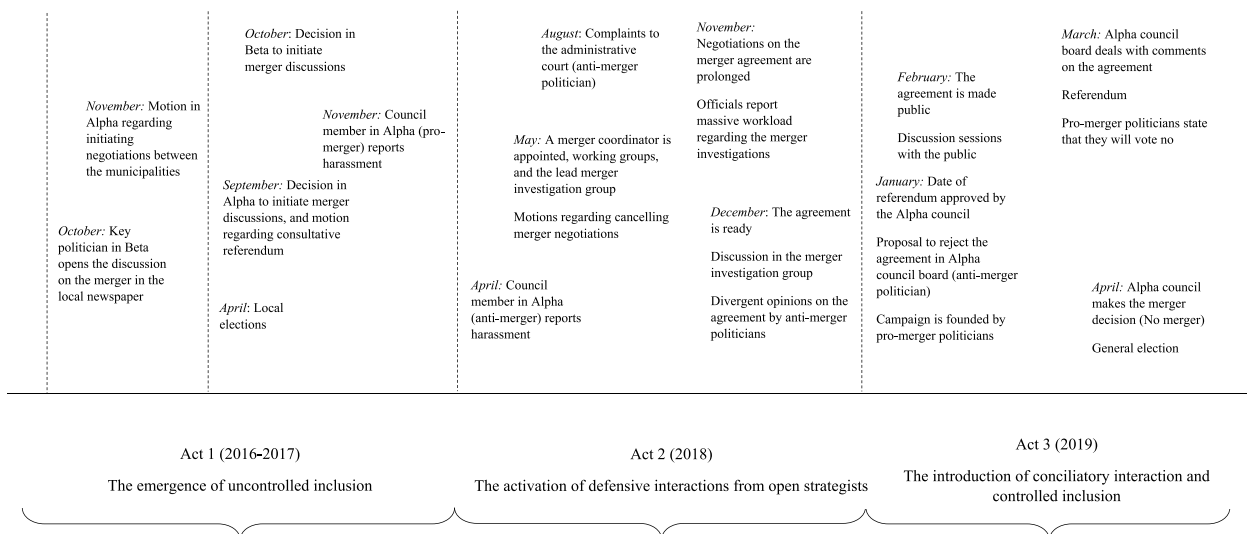 October: Key
politician in Beta
opens the discussion
on the merger in the
local newspaper
November: Motion in
Alpha regarding
initiating
negotiations between
the municipalities
April: Local
elections
September: Decision in
Alpha to initiate merger
discussions, and motion
regarding consultative
referendum
October: Decision in
Beta to initiate
merger discussions
November: Council
member in Alpha (pro-
merger) reports
harassment
April: Council
member in Alpha
(anti-merger) reports
harassment
May: A merger coordinator is
appointed, working groups,
and the lead merger
investigation group
Motions regarding cancelling
merger negotiations
August: Complaints to
the administrative
court (anti-merger
politician)
November:
Negotiations on the
merger agreement are
prolonged
Officials report
massive workload
regarding the merger
investigations
December: The agreement
is ready
Discussion in the merger
investigation group
Divergent opinions on the
agreement by anti-merger
politicians
January: Date of
referendum approved by
the Alpha council
Proposal to reject the
agreement in Alpha
council board (anti-merger
politician)
Campaign is founded by
pro-merger politicians
February: The
agreement is made
public
Discussion sessions
with the public
March: Alpha council
board deals with comments
on the agreement
Referendum
Pro-merger politicians state
that they will vote no
April: Alpha council
makes the merger
decision (No merger)
General election
Act 1 (2016-2017)
The emergence of uncontrolled inclusion
Act 2 (2018)
The activation of defensive interactions from open strategists
Act 3 (2019)
The introduction of conciliatory interaction and
controlled inclusion